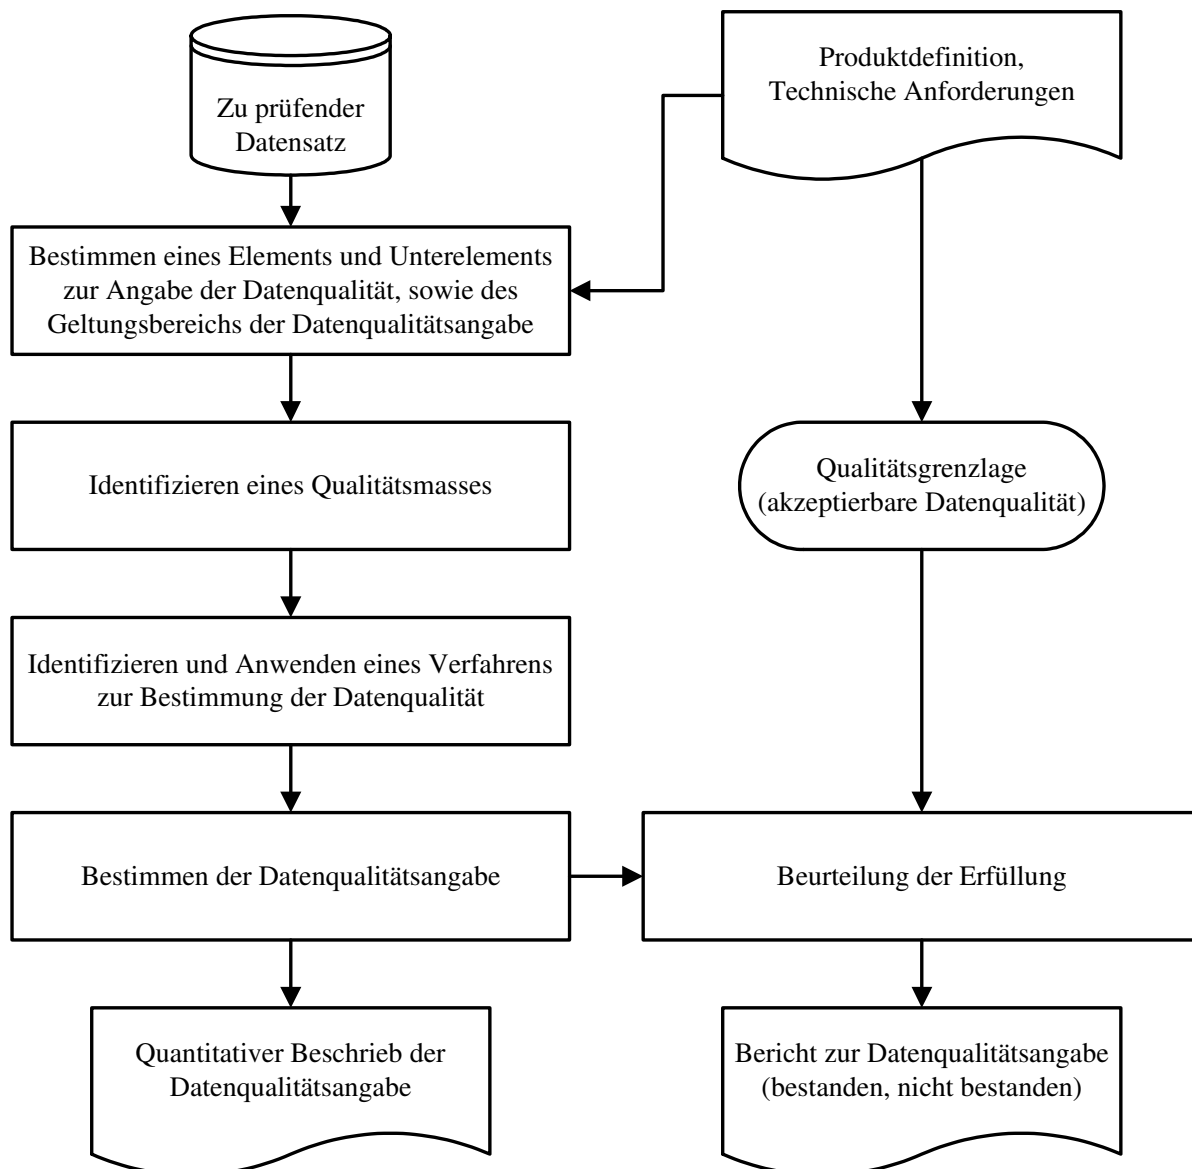 Zu prüfender
Datensatz
Produktdefinition,
Technische Anforderungen
Bestimmen eines Elements und Unterelements
zur Angabe der Datenqualität, sowie des
Geltungsbereichs der Datenqualitätsangabe
Identifizieren eines Qualitätsmasses
Qualitätsgrenzlage
(akzeptierbare Datenqualität)
Identifizieren und Anwenden eines Verfahrens
zur Bestimmung der Datenqualität
Bestimmen der Datenqualitätsangabe
Beurteilung der Erfüllung
Quantitativer Beschrieb der
Datenqualitätsangabe
Bericht zur Datenqualitätsangabe
(bestanden, nicht bestanden)